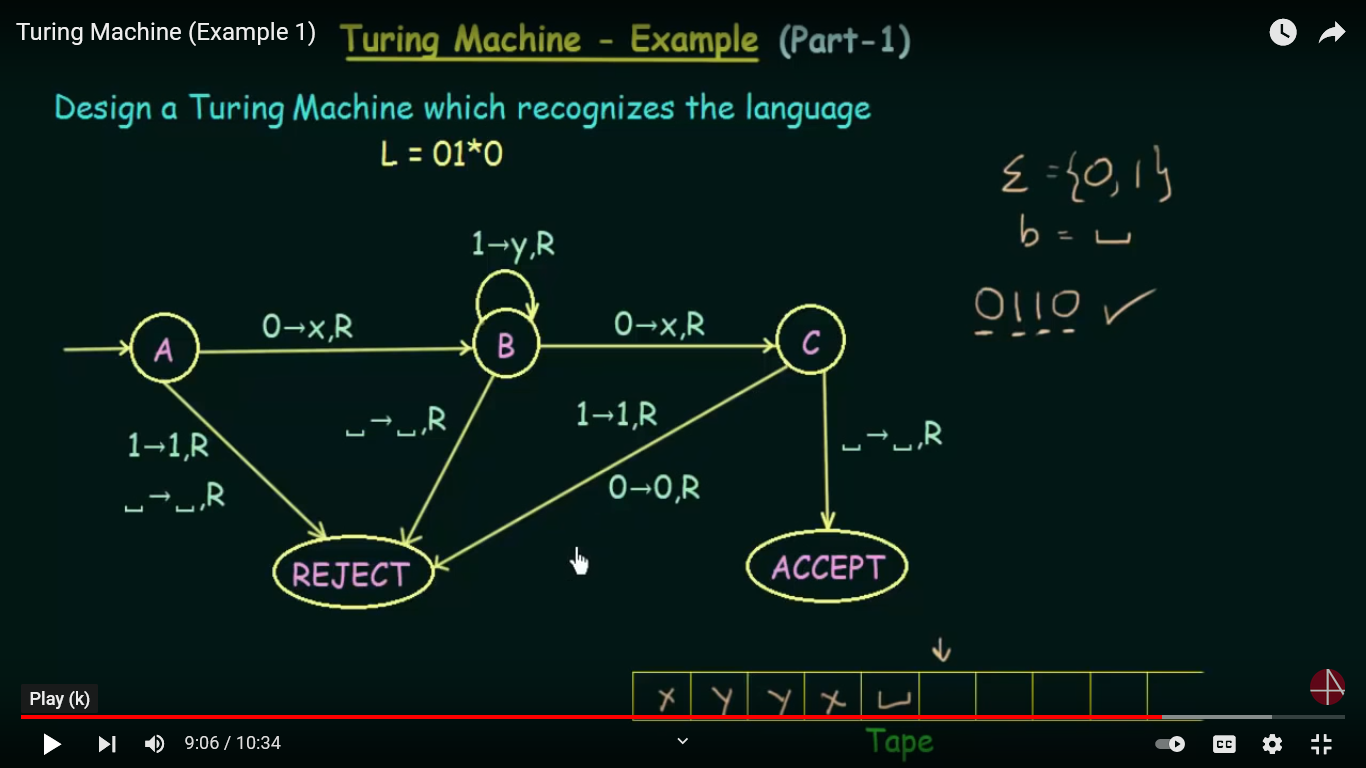 Turing Machine (Example 1)
Turing Machine - Example (Part-1)
Design a Turing Machine which recognizes the language
L = 01*0
Σ = {0, 1}
b = ⎵
0110 ✓
1→y,R
0→x,R
0→x,R
A
B
C
1→1,R
⎵→⎵,R
⎵→⎵,R
1→1,R
0→0,R
⎵→⎵,R
REJECT
ACCEPT
x y y x ⎵
Tape
Play (k)
9:06 / 10:34
CC